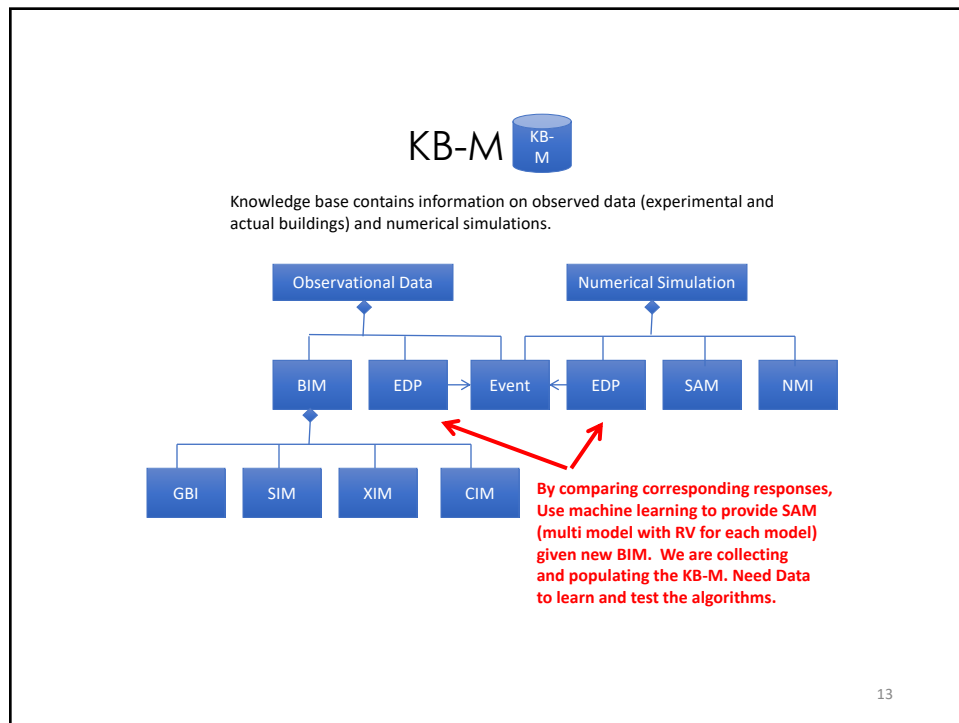 KB-M
KB-
M
Knowledge base contains information on observed data (experimental and
actual buildings) and numerical simulations.
Observational Data
Numerical Simulation
BIM
EDP
Event
EDP
SAM
NMI
GBI
SIM
XIM
CIM
By comparing corresponding responses,
Use machine learning to provide SAM
(multi model with RV for each model)
given new BIM.  We are collecting
and populating the KB-M. Need Data
to learn and test the algorithms.
13